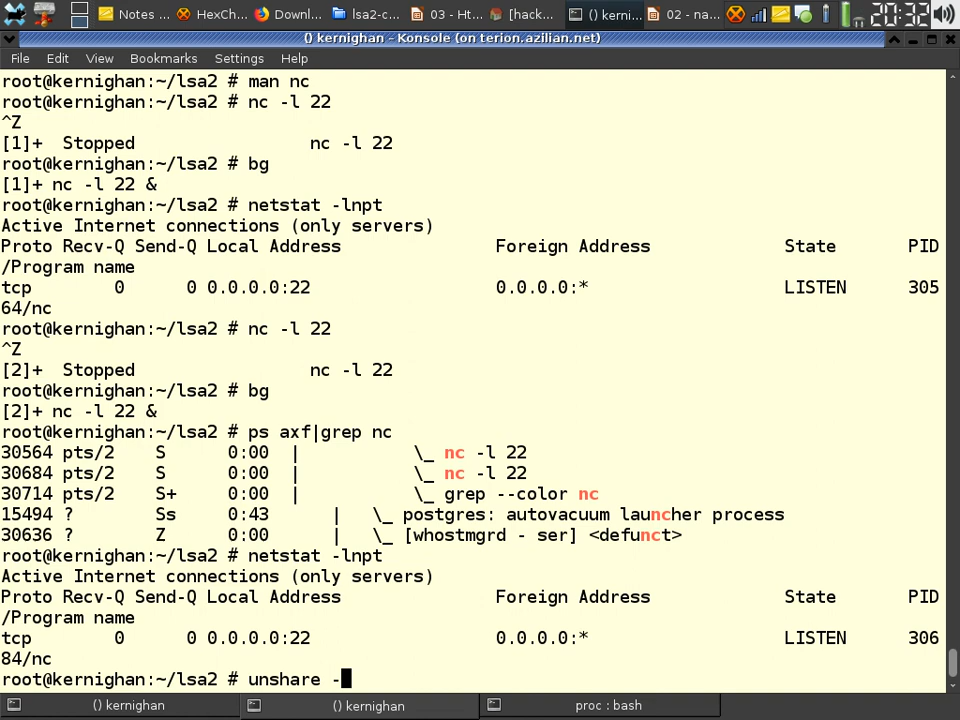 Notes ...
HexCh...
Downl...
lsa2-c...
03 - Ht...
[hack...
() kerni...
02 - na...
20:32
() kernighan - Konsole (on terion.azilian.net)
File Edit View Bookmarks Settings Help
root@kernighan:~/lsa2 # man nc
root@kernighan:~/lsa2 # nc -l 22
^Z
[1]+  Stopped                 nc -l 22
root@kernighan:~/lsa2 # bg
[1]+ nc -l 22 &
root@kernighan:~/lsa2 # netstat -lnpt
Active Internet connections (only servers)
Proto Recv-Q Send-Q Local Address               Foreign Address             State       PID
/Program name
tcp        0      0 0.0.0.0:22                  0.0.0.0:*                   LISTEN      305
64/nc
root@kernighan:~/lsa2 # nc -l 22
^Z
[2]+  Stopped                 nc -l 22
root@kernighan:~/lsa2 # bg
[2]+ nc -l 22 &
root@kernighan:~/lsa2 # ps axf|grep nc
30564 pts/2    S      0:00  |           \_ nc -l 22
30684 pts/2    S      0:00  |           \_ nc -l 22
30714 pts/2    S+     0:00  |           \_ grep --color nc
15494 ?        Ss     0:43      |   \_ postgres: autovacuum launcher process
30636 ?        Z      0:00      |   \_ [whostmgrd - ser] <defunct>
root@kernighan:~/lsa2 # netstat -lnpt
Active Internet connections (only servers)
Proto Recv-Q Send-Q Local Address               Foreign Address             State       PID
/Program name
tcp        0      0 0.0.0.0:22                  0.0.0.0:*                   LISTEN      306
84/nc
root@kernighan:~/lsa2 # unshare -
() kernighan
() kernighan
proc : bash